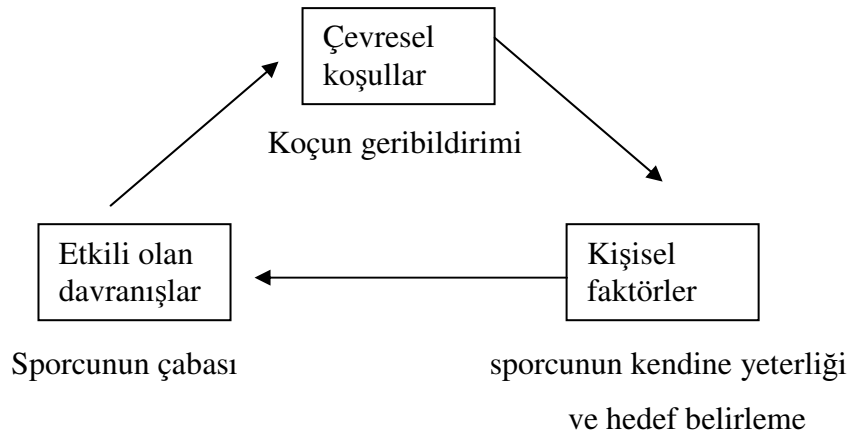 Çevresel
koşullar
Koçun geribildirimi
Etkili olan
davranışlar
Sporcunun çabası
Kişisel
faktörler
sporcunun kendine yeterliği
ve hedef belirleme